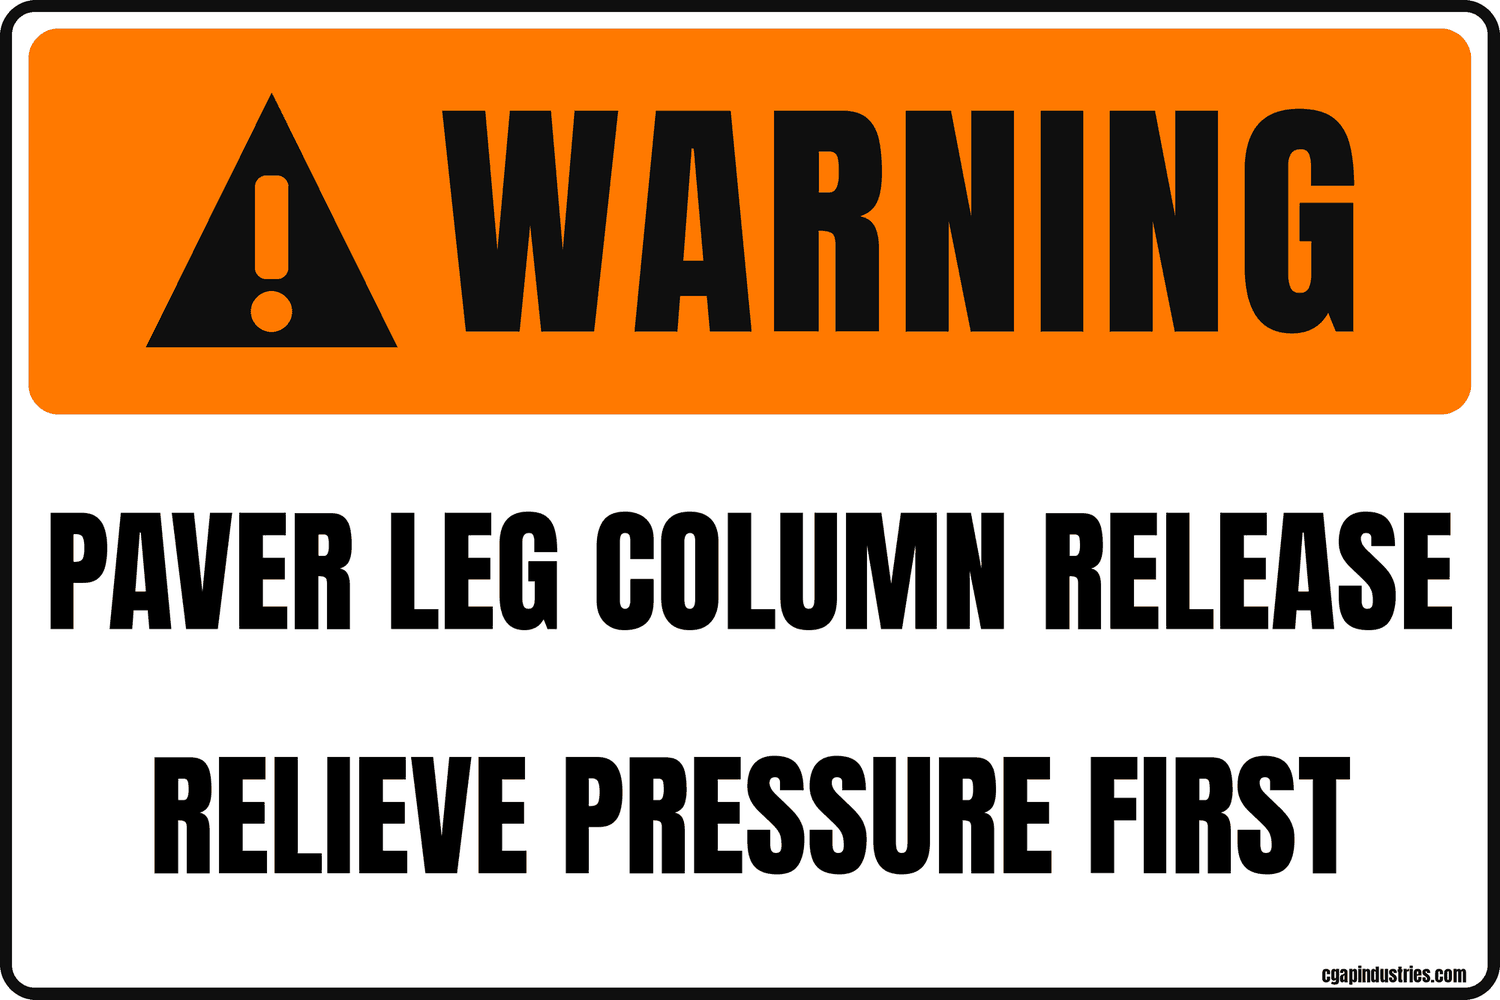 WARNING
PAVER LEG COLUMN RELEASE
RELIEVE PRESSURE FIRST
cgapindustries.com